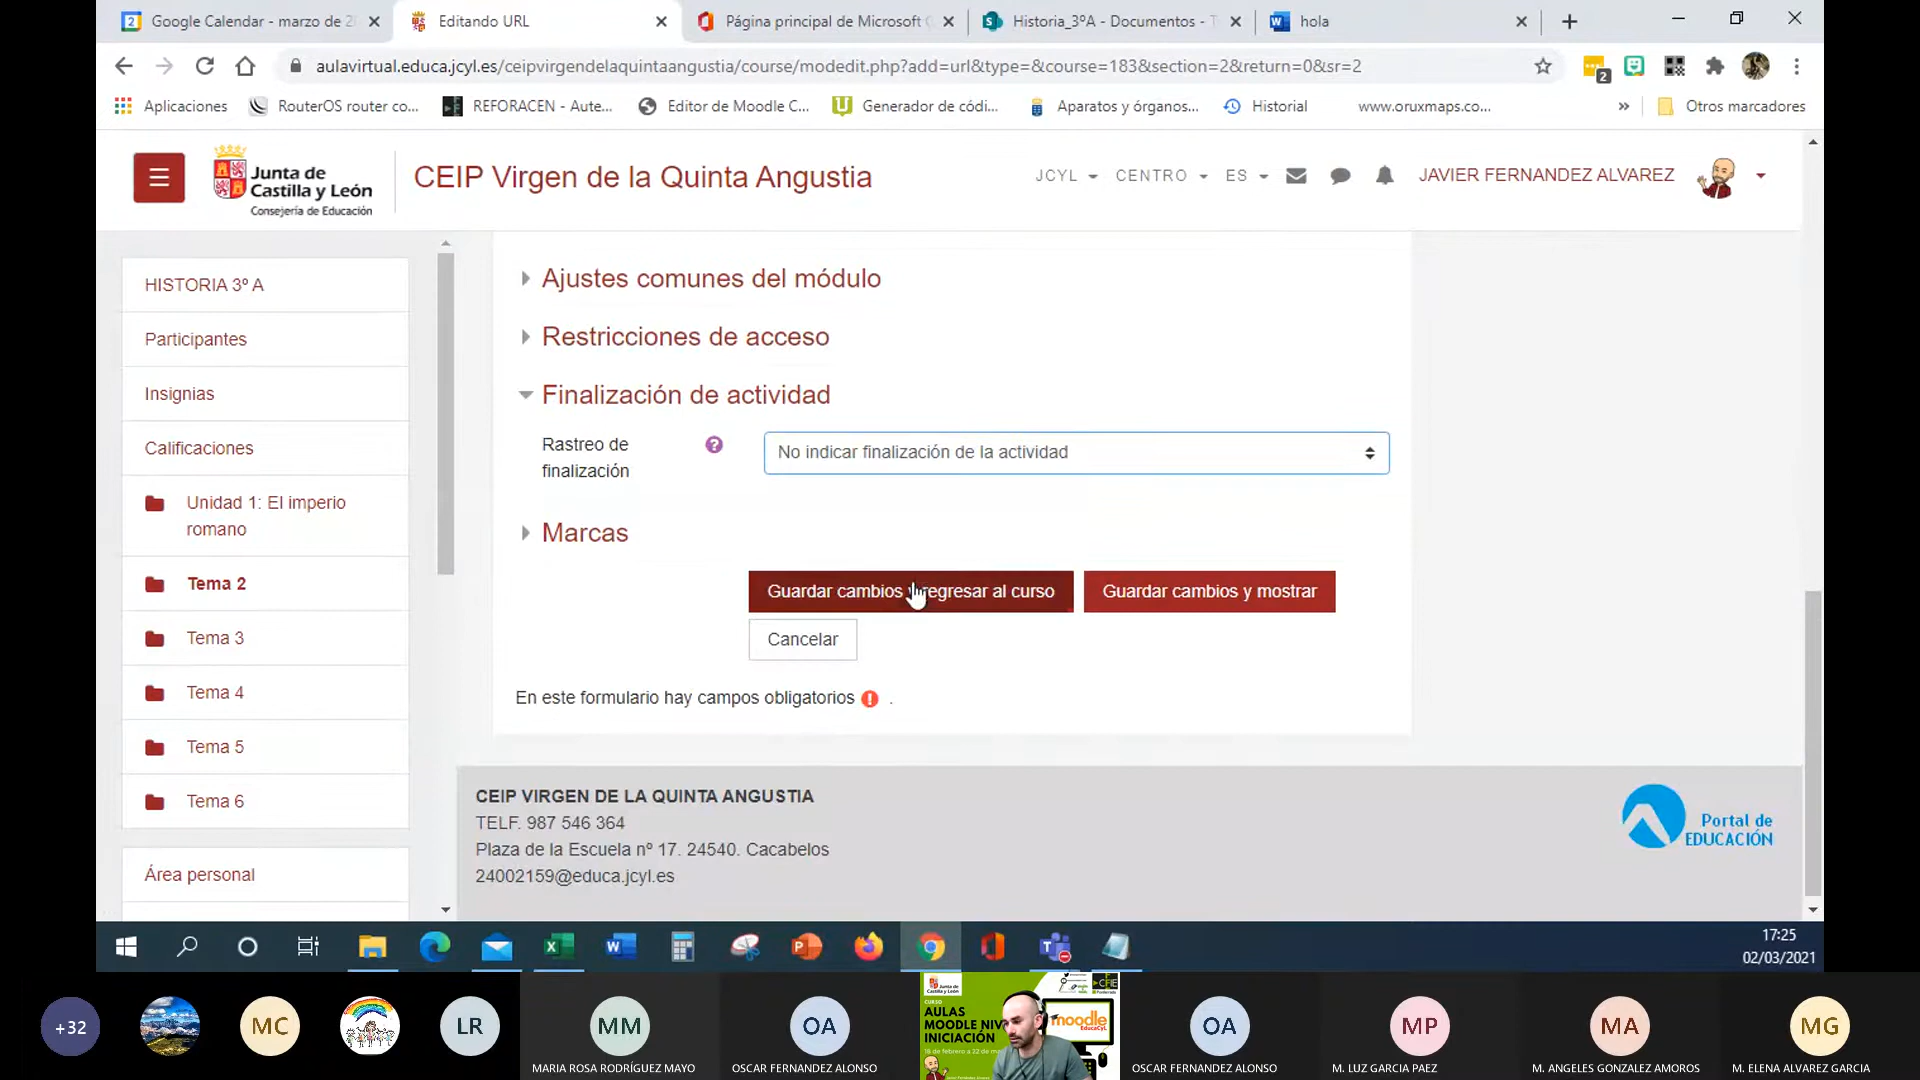 2 Google Calendar - marzo de 2
Editando URL
Página principal de Microsoft
Historia_3ºA - Documentos -
hola
aulavirtual.educa.jcyl.es/ceipvirgendelaquintaangustia/course/modedit.php?add=url&type=&course=183&section=2&return=0&sr=2
2
Aplicaciones
RouterOS router co...
REFORACEN - Aute...
Editor de Moodle C...
Generador de códi...
Aparatos y órganos...
Historial
www.oruxmaps.co...
»
Otros marcadores
Junta de
Castilla y León
Consejería de Educación
CEIP Virgen de la Quinta Angustia
JCYL
CENTRO
ES
JAVIER FERNANDEZ ALVAREZ
HISTORIA 3º A
Participantes
Insignias
Calificaciones
Unidad 1: El imperio
romano
Tema 2
Tema 3
Tema 4
Tema 5
Tema 6
Área personal
Ajustes comunes del módulo
Restricciones de acceso
Finalización de actividad
Rastreo de
finalización
?
No indicar finalización de la actividad
Marcas
Guardar cambios y regresar al curso
Guardar cambios y mostrar
Cancelar
En este formulario hay campos obligatorios ! .
CEIP VIRGEN DE LA QUINTA ANGUSTIA
TELF. 987 546 364
Plaza de la Escuela nº 17. 24540. Cacabelos
24002159@educa.jcyl.es
Portal de
EDUCACIÓN
17:25
02/03/2021
+32
MC
LR
MM
MARIA ROSA RODRÍGUEZ MAYO
OA
OSCAR FERNANDEZ ALONSO
Junta de
Castilla y León
CFIE
CURSO
AULAS
MOODLE
INICIACIÓN
moodle
OA
OSCAR FERNANDEZ ALONSO
MP
M. LUZ GARCIA PAEZ
MA
M. ANGELES GONZALEZ AMOROS
MG
M. ELENA ALVAREZ GARCIA